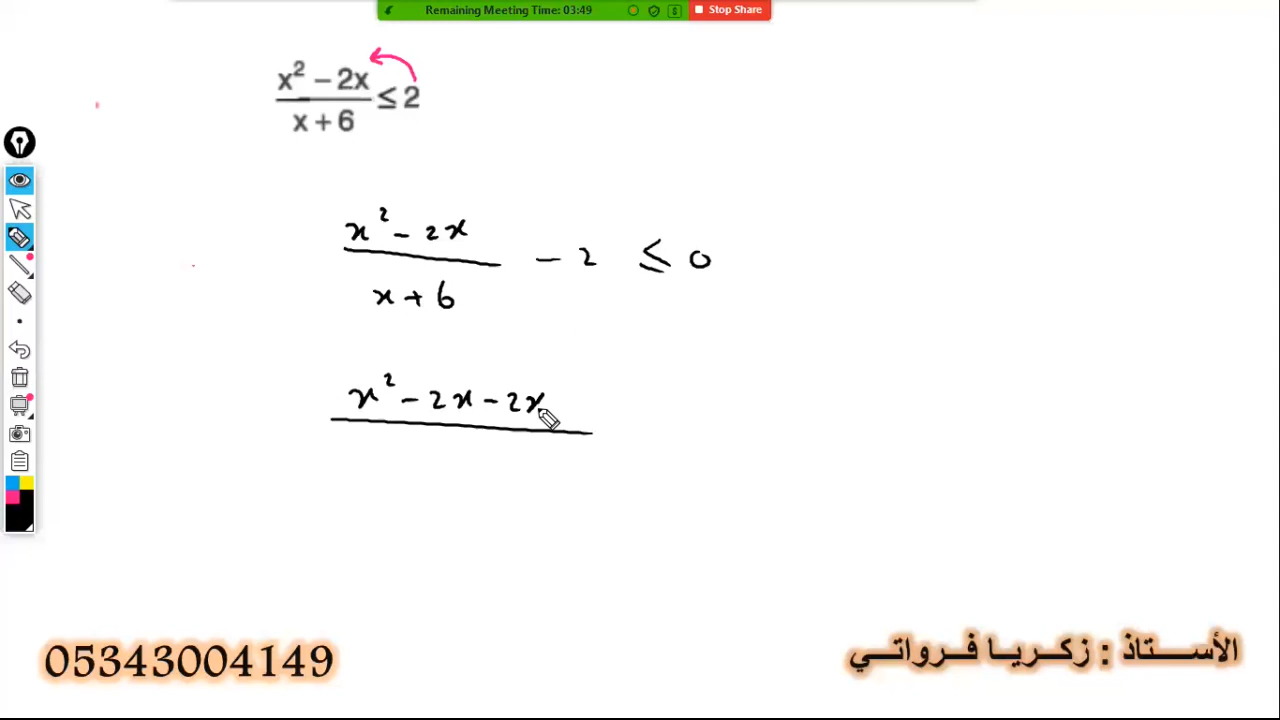 Remaining Meeting Time: 03:49 Stop Share
x² − 2x
x + 6
≤ 2
x² − 2x
x + 6
− 2 ≤ 0
x² − 2x − 2x
05343004149
الأستاذ : زكريا فرواتي